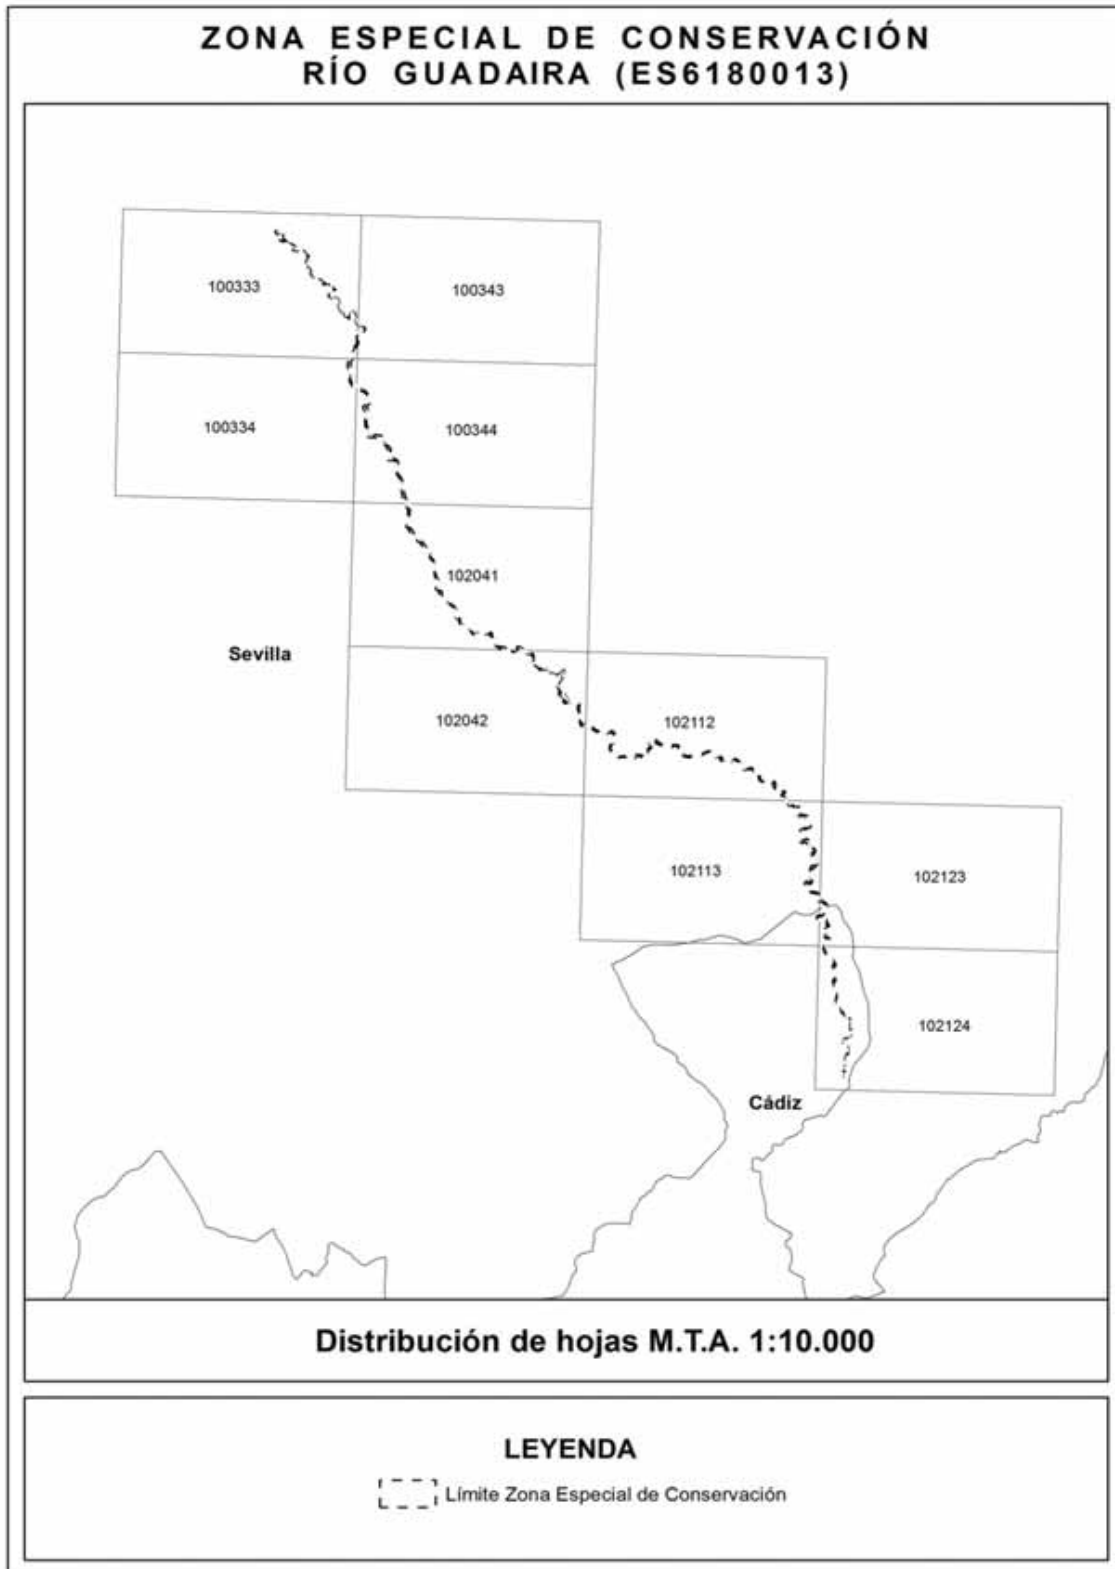 ZONA ESPECIAL DE CONSERVACIÓN
RÍO GUADAIRA (ES6180013)
100333
100343
100334
100344
102041
Sevilla
102042
102112
102113
102123
102124
Cádiz
Distribución de hojas M.T.A. 1:10.000
LEYENDA
Límite Zona Especial de Conservación